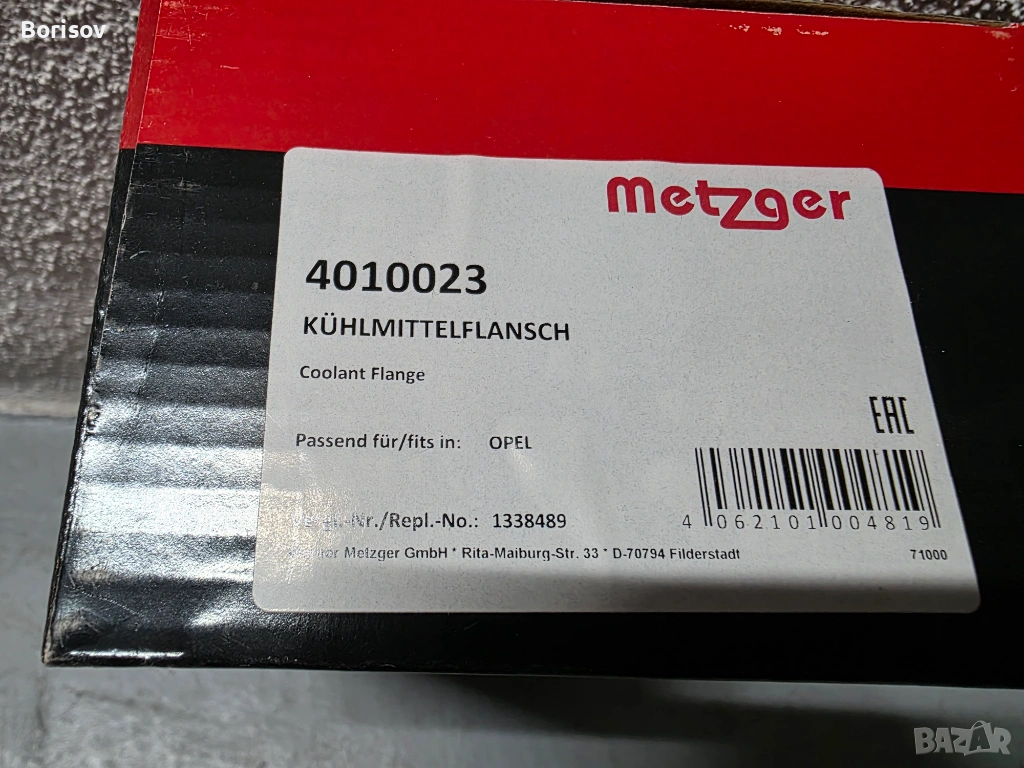 Borisov
Metzger
4010023
KÜHLMITTELFLANSCH
Coolant Flange
EAC
Passend für/fits in: OPEL
4 062101 004819
/Repl.-No.: 1338489
Metzger GmbH * Rita-Maiburg-Str. 33 * D-70794 Filderstadt
71000
BAZAR